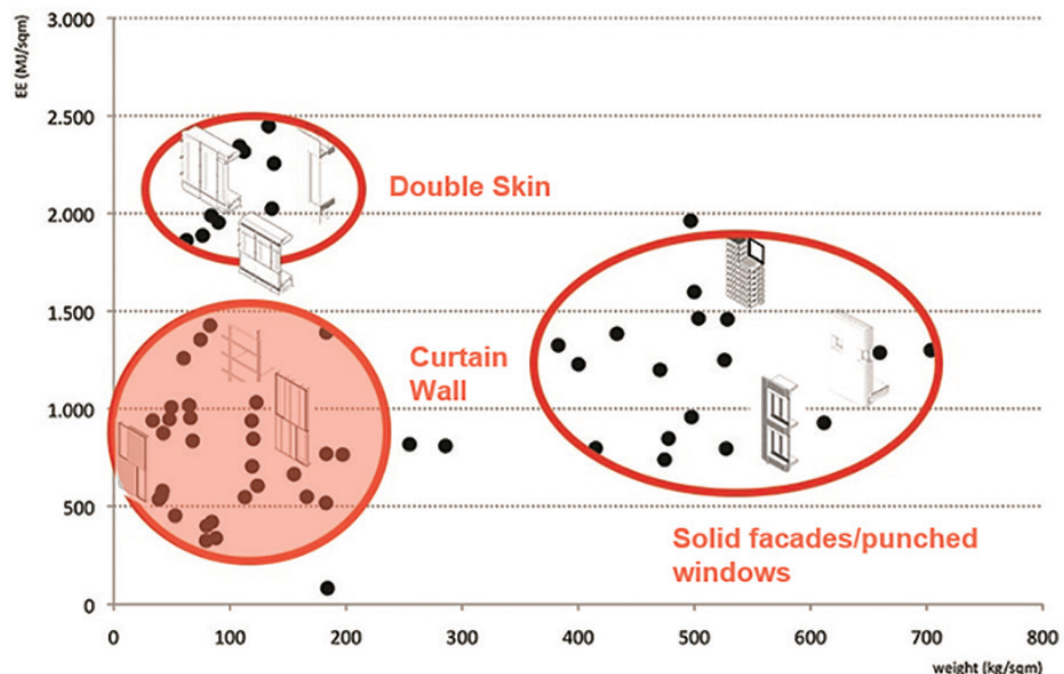 EE (MJ/sqm)
3.000
2.500
2.000
1.500
1.000
500
0
Double Skin
Curtain
Wall
Solid facades/punched
windows
0 100 200 300 400 500 600 700 800
weight (kg/sqm)